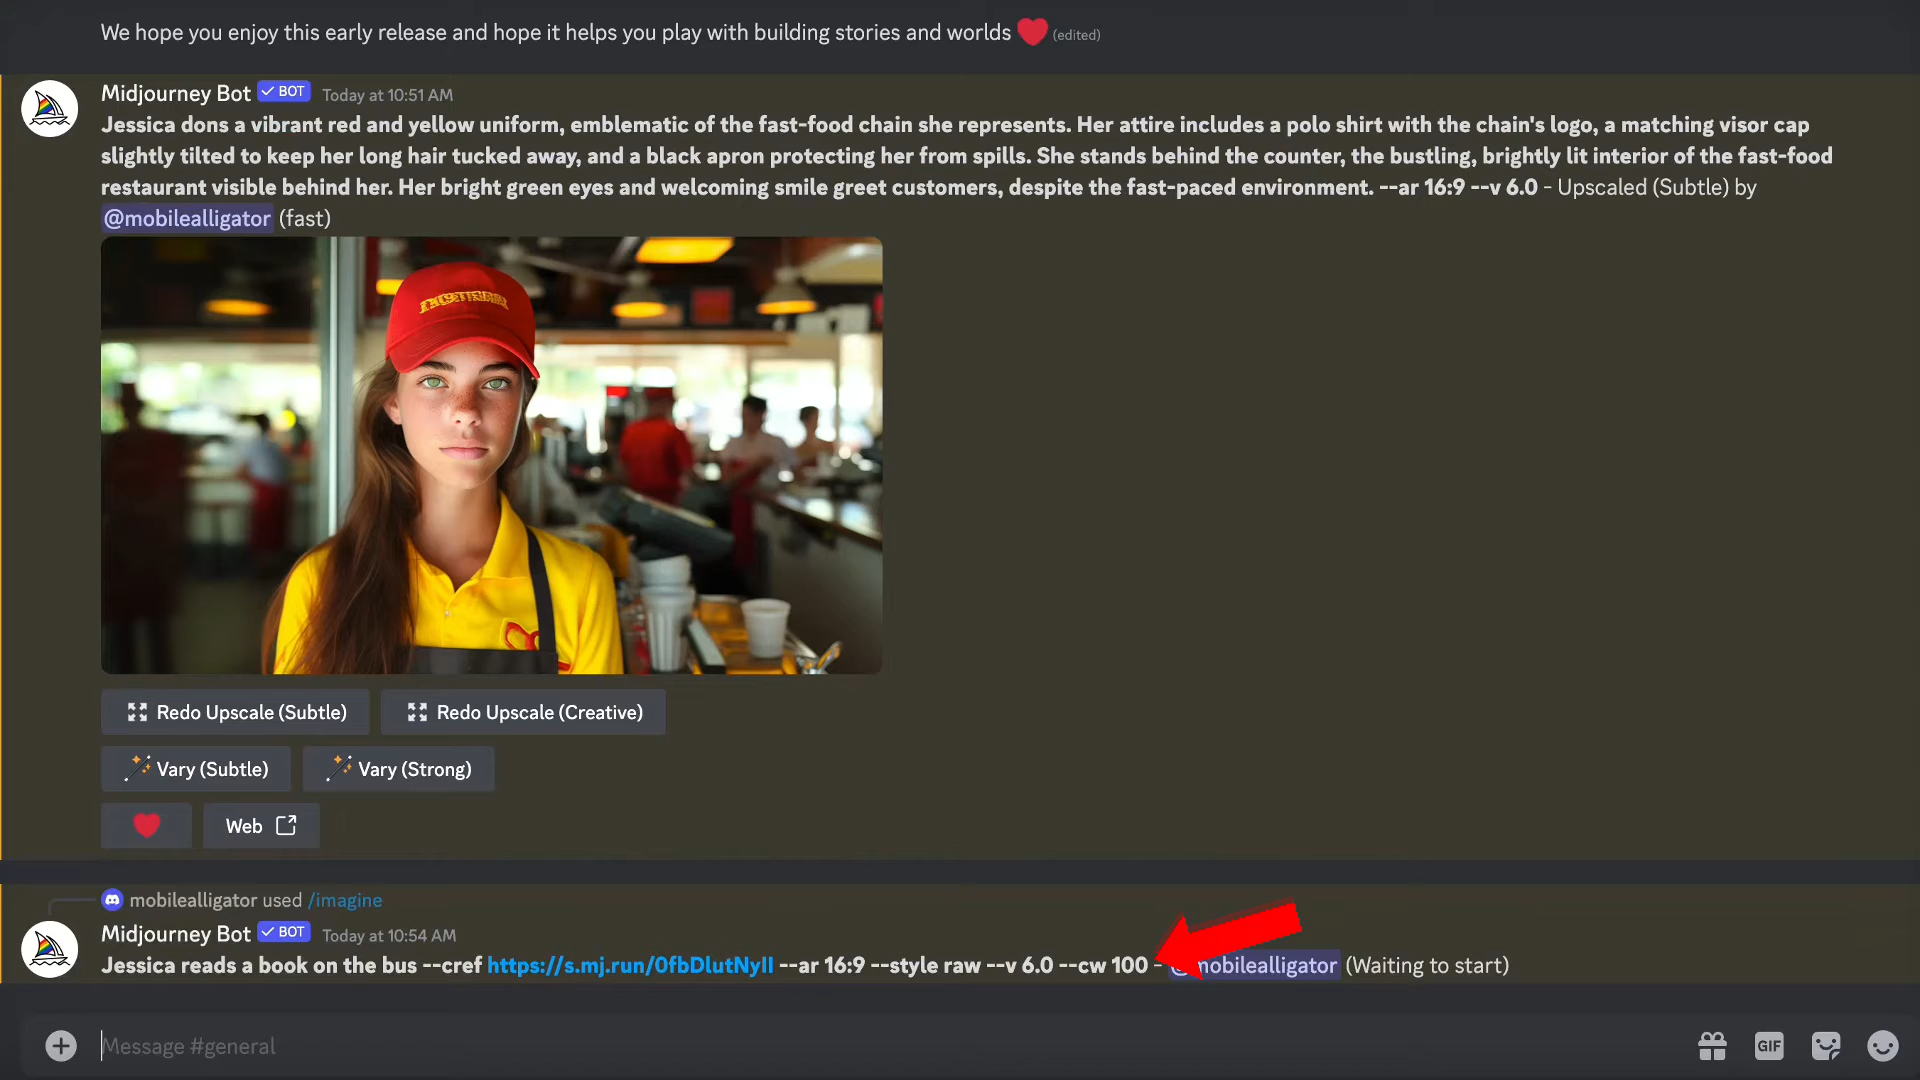 We hope you enjoy this early release and hope it helps you play with building stories and worlds ❤️ (edited)
Midjourney Bot ✓ BOT Today at 10:51 AM
Jessica dons a vibrant red and yellow uniform, emblematic of the fast-food chain she represents. Her attire includes a polo shirt with the chain's logo, a matching visor cap
slightly tilted to keep her long hair tucked away, and a black apron protecting her from spills. She stands behind the counter, the bustling, brightly lit interior of the fast-food
restaurant visible behind her. Her bright green eyes and welcoming smile greet customers, despite the fast-paced environment. --ar 16:9 --v 6.0 - Upscaled (Subtle) by
@mobilealligator (fast)
Redo Upscale (Subtle) Redo Upscale (Creative)
Vary (Subtle) Vary (Strong)
Web
mobilealligator used /imagine
Midjourney Bot ✓ BOT Today at 10:54 AM
Jessica reads a book on the bus --cref https://s.mj.run/0fbDlutNyII --ar 16:9 --style raw --v 6.0 --cw 100 - @mobilealligator (Waiting to start)
Message #general
GIF